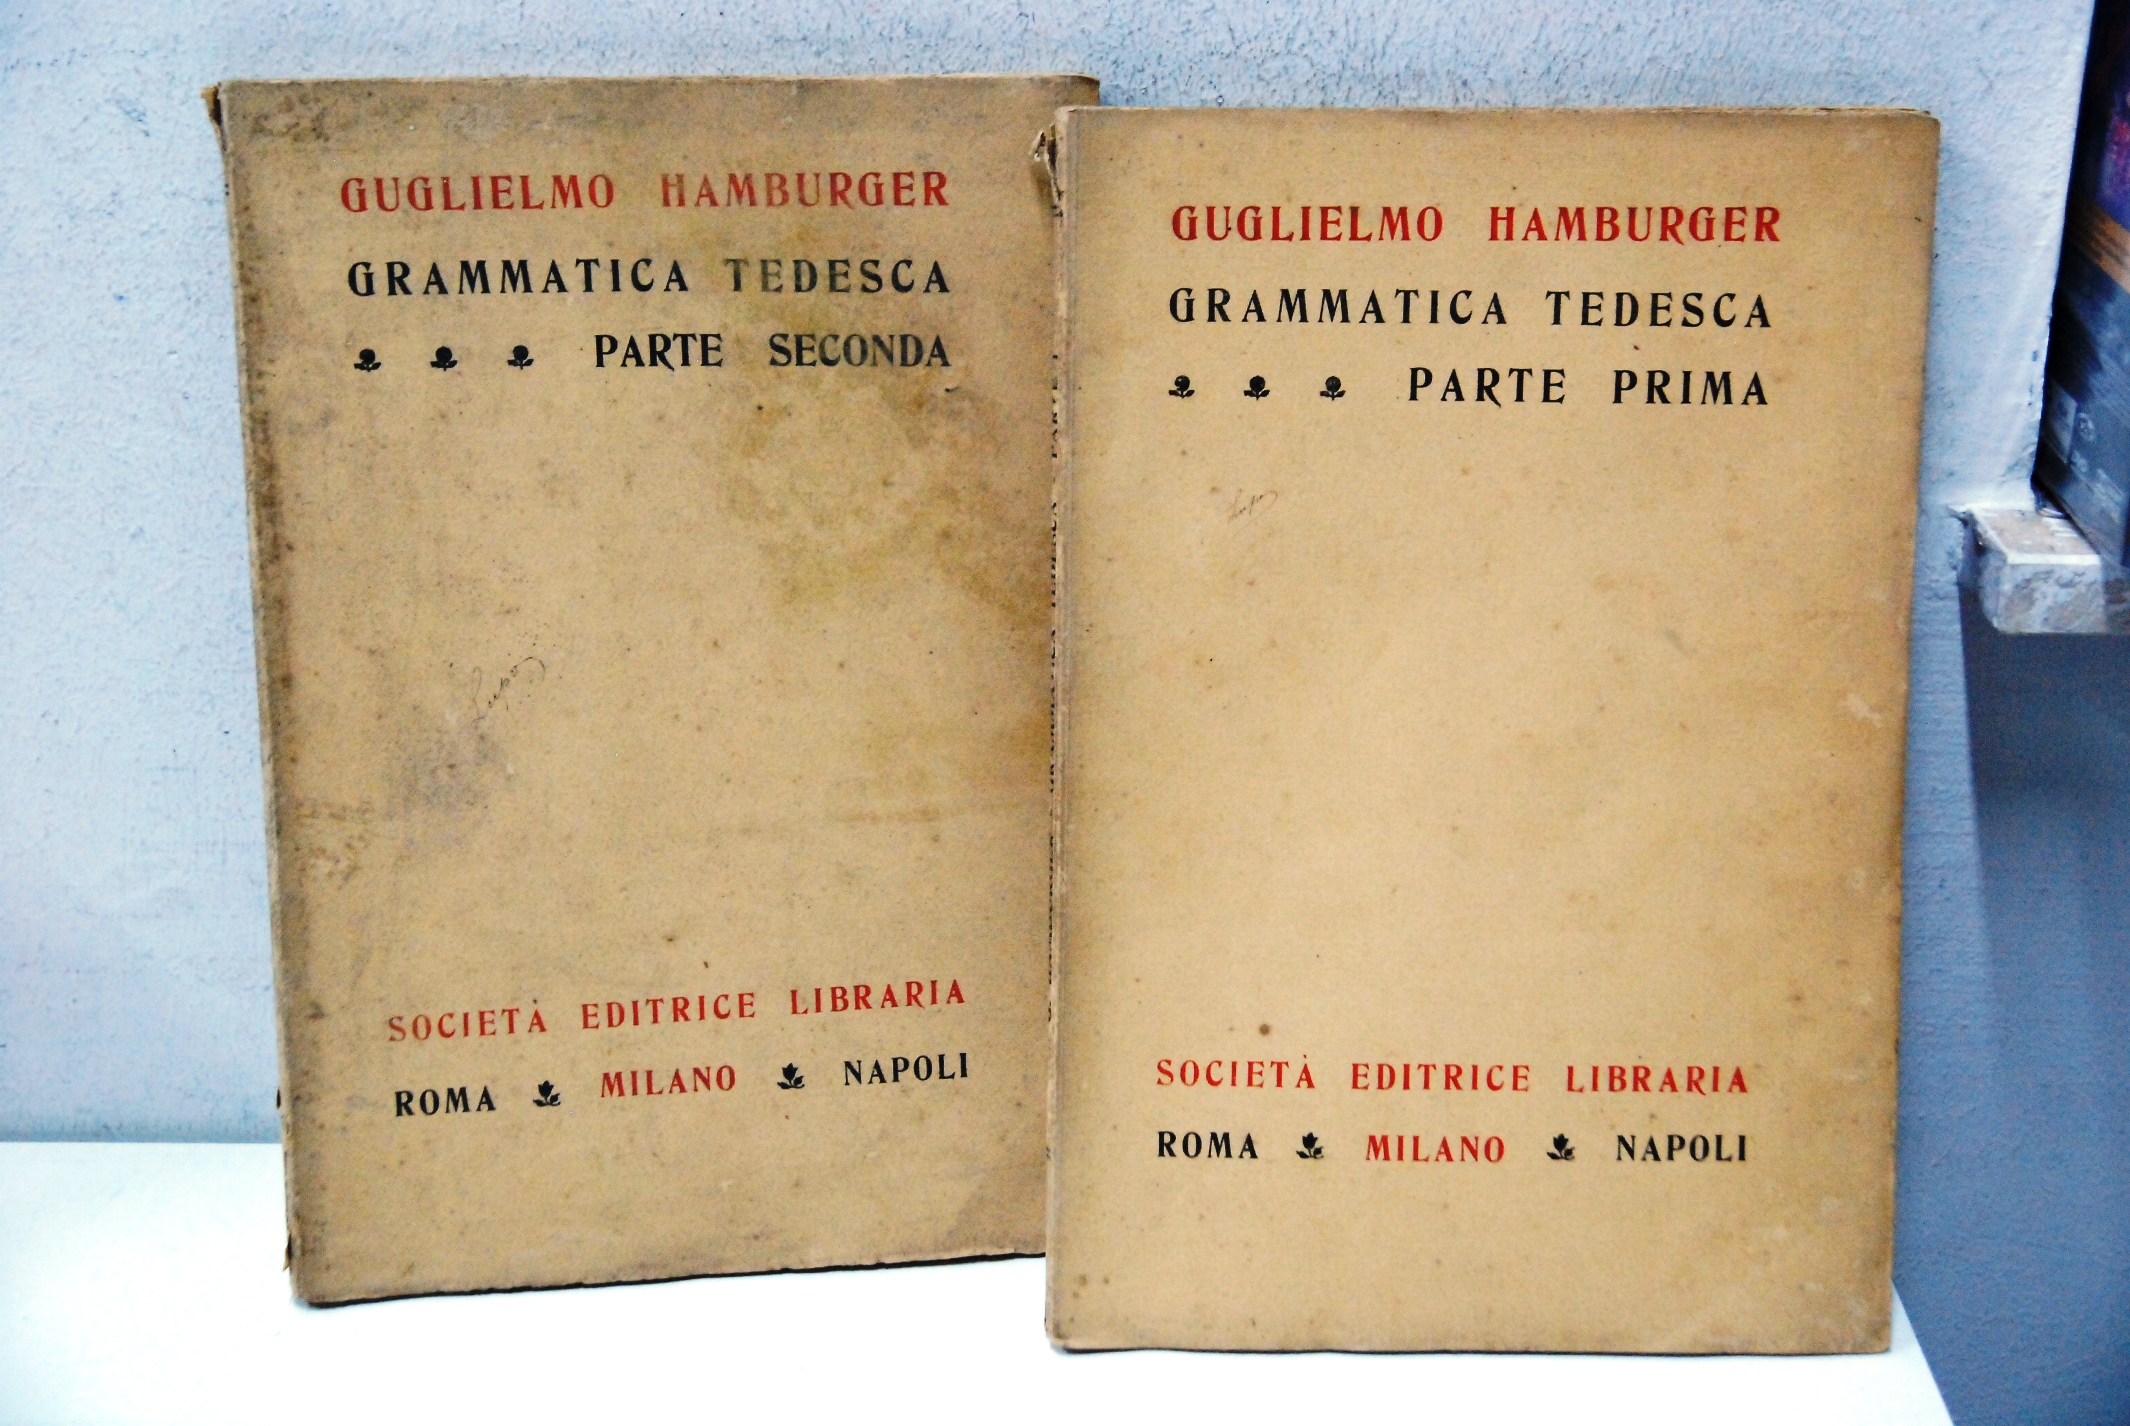 GUGLIELMO HAMBURGER
GRAMMATICA TEDESCA
PARTE SECONDA
SOCIETÀ EDITRICE LIBRARIA
ROMA MILANO NAPOLI
GUGLIELMO HAMBURGER
GRAMMATICA TEDESCA
PARTE PRIMA
SOCIETÀ EDITRICE LIBRARIA
ROMA MILANO NAPOLI